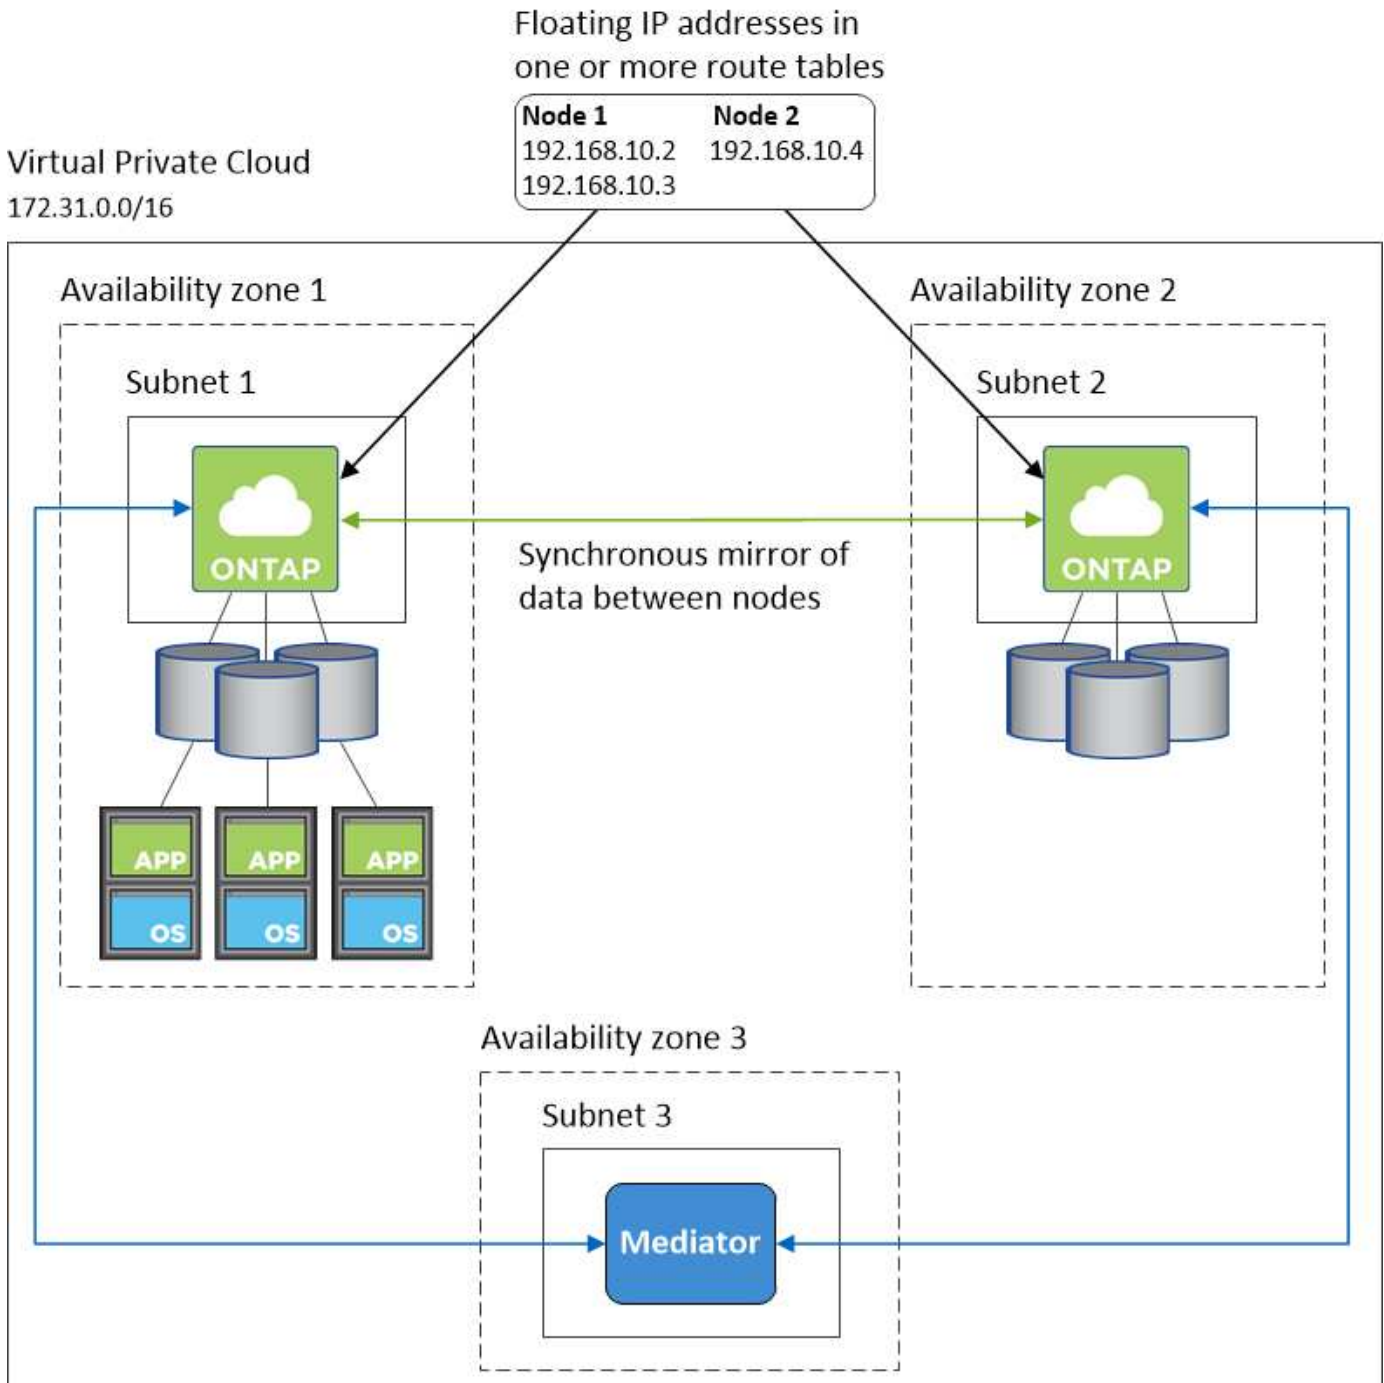 Floating IP addresses in
one or more route tables
Node 1 Node 2
192.168.10.2 192.168.10.4
192.168.10.3
Virtual Private Cloud
172.31.0.0/16
Availability zone 1
Availability zone 2
Subnet 1
Subnet 2
ONTAP
ONTAP
Synchronous mirror of
data between nodes
APP APP APP
OS OS OS
Availability zone 3
Subnet 3
Mediator